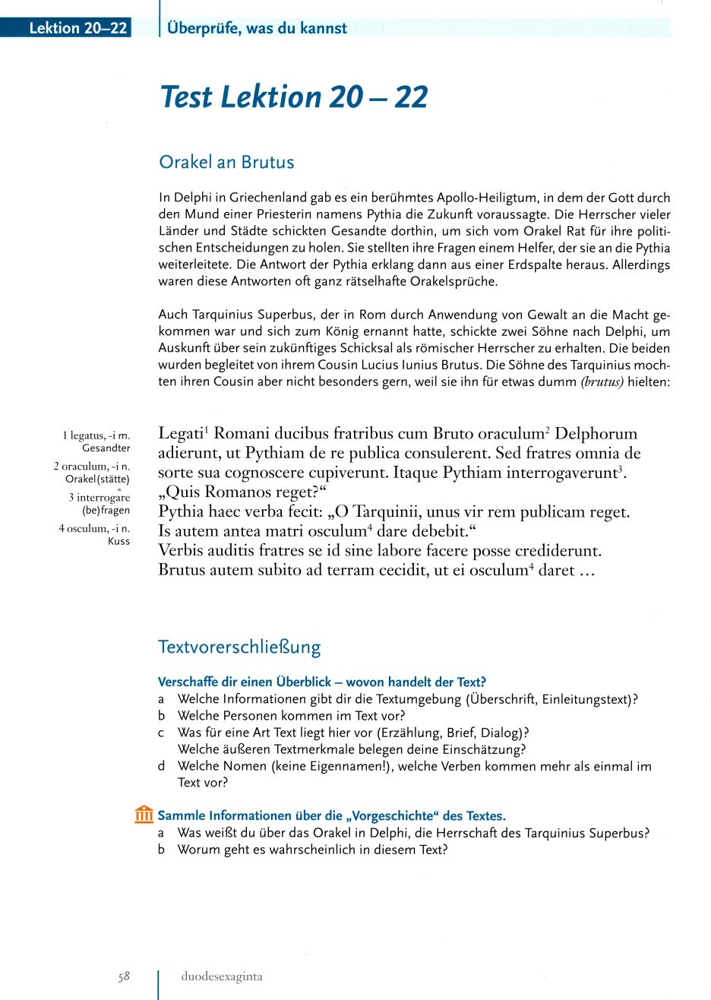 Lektion 20–22
Überprüfe, was du kannst
Test Lektion 20 – 22
Orakel an Brutus
In Delphi in Griechenland gab es ein berühmtes Apollo-Heiligtum, in dem der Gott durch
den Mund einer Priesterin namens Pythia die Zukunft voraussagte. Die Herrscher vieler
Länder und Städte schickten Gesandte dorthin, um sich vom Orakel Rat für ihre politi-
schen Entscheidungen zu holen. Sie stellten ihre Fragen einem Helfer, der sie an die Pythia
weiterleitete. Die Antwort der Pythia erklang dann aus einer Erdspalte heraus. Allerdings
waren diese Antworten oft ganz rätselhafte Orakelsprüche.
Auch Tarquinius Superbus, der in Rom durch Anwendung von Gewalt an die Macht ge-
kommen war und sich zum König ernannt hatte, schickte zwei Söhne nach Delphi, um
Auskunft über sein zukünftiges Schicksal als römischer Herrscher zu erhalten. Die beiden
wurden begleitet von ihrem Cousin Lucius Iunius Brutus. Die Söhne des Tarquinius moch-
ten ihren Cousin aber nicht besonders gern, weil sie ihn für etwas dumm (brutus) hielten:
1 legatus, -i m.
Gesandter
2 oraculum, -i n.
Orakel(stätte)
3 interrogare
(be)fragen
4 osculum, -i n.
Kuss
Legati¹ Romani ducibus fratribus cum Bruto oraculum² Delphorum
adierunt, ut Pythiam de re publica consulerent. Sed fratres omnia de
sorte sua cognoscere cupiverunt. Itaque Pythiam interrogaverunt³.
„Quis Romanos reget?“
Pythia haec verba fecit: „O Tarquinii, unus vir rem publicam reget.
Is autem antea matri osculum⁴ dare debebit.“
Verbis auditis fratres se id sine labore facere posse crediderunt.
Brutus autem subito ad terram cecidit, ut ei osculum⁴ daret …
Textvorerschließung
Verschaffe dir einen Überblick – wovon handelt der Text?
a Welche Informationen gibt dir die Textumgebung (Überschrift, Einleitungstext)?
b Welche Personen kommen im Text vor?
c Was für eine Art Text liegt hier vor (Erzählung, Brief, Dialog)?
Welche äußeren Textmerkmale belegen deine Einschätzung?
d Welche Nomen (keine Eigennamen!), welche Verben kommen mehr als einmal im
Text vor?
Sammle Informationen über die „Vorgeschichte“ des Textes.
a Was weißt du über das Orakel in Delphi, die Herrschaft des Tarquinius Superbus?
b Worum geht es wahrscheinlich in diesem Text?
58
duodesexaginta